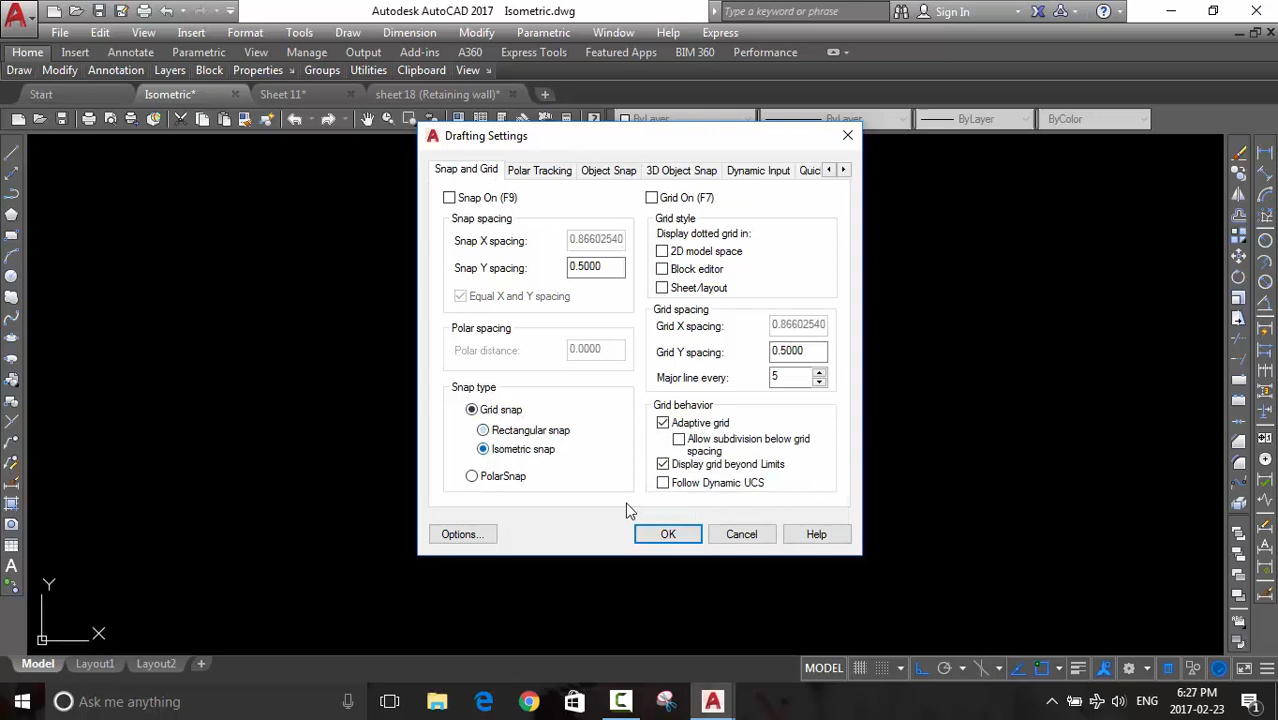 Autodesk AutoCAD 2017 Isometric.dwg
Type a keyword or phrase
Sign In
File Edit View Insert Format Tools Draw Dimension Modify Parametric Window Help Express
Home Insert Annotate Parametric View Manage Output Add-ins A360 Express Tools Featured Apps BIM 360 Performance
Draw Modify Annotation Layers Block Properties Groups Utilities Clipboard View
Start Isometric* Sheet 11* sheet 18 (Retaining wall)*
ByLayer ByLayer ByLayer ByColor
Drafting Settings
Snap and Grid Polar Tracking Object Snap 3D Object Snap Dynamic Input Quic
Snap On (F9)
Snap spacing
Snap X spacing: 0.86602540
Snap Y spacing: 0.5000
Equal X and Y spacing
Polar spacing
Polar distance: 0.0000
Snap type
Grid snap
Rectangular snap
Isometric snap
PolarSnap
Grid On (F7)
Grid style
Display dotted grid in:
2D model space
Block editor
Sheet/layout
Grid spacing
Grid X spacing: 0.86602540
Grid Y spacing: 0.5000
Major line every: 5
Grid behavior
Adaptive grid
Allow subdivision below grid
spacing
Display grid beyond Limits
Follow Dynamic UCS
Options... OK Cancel Help
Y
X
Model Layout1 Layout2
MODEL
Ask me anything
ENG
6:27 PM
2017-02-23